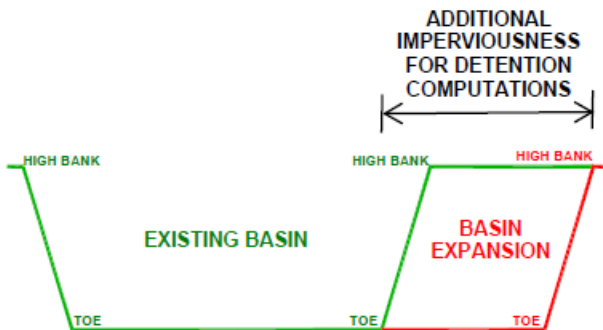 ADDITIONAL
IMPERVIOUSNESS
FOR DETENTION
COMPUTATIONS
HIGH BANK
HIGH BANK
HIGH BANK
EXISTING BASIN
BASIN
EXPANSION
TOE
TOE
TOE